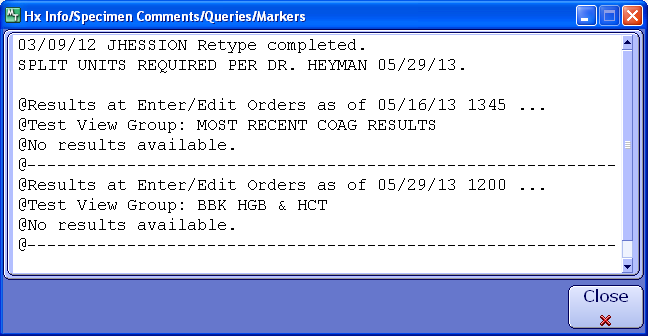 Hx Info/Specimen Comments/Queries/Markers
03/09/12 JHESSION Retype completed.
SPLIT UNITS REQUIRED PER DR. HEYMAN 05/29/13.
@Results at Enter/Edit Orders as of 05/16/13 1345 ...
@Test View Group: MOST RECENT COAG RESULTS
@No results available.
@-----------------------------------------------------------
@Results at Enter/Edit Orders as of 05/29/13 1200 ...
@Test View Group: BBK HGB & HCT
@No results available.
@-----------------------------------------------------------
Close